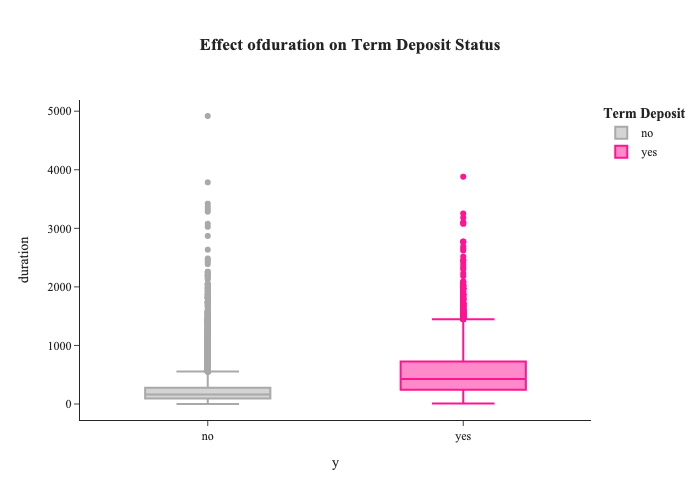 Effect ofduration on Term Deposit Status
Term Deposit
no
yes
5000
4000
3000
2000
1000
0
duration
no
yes
y